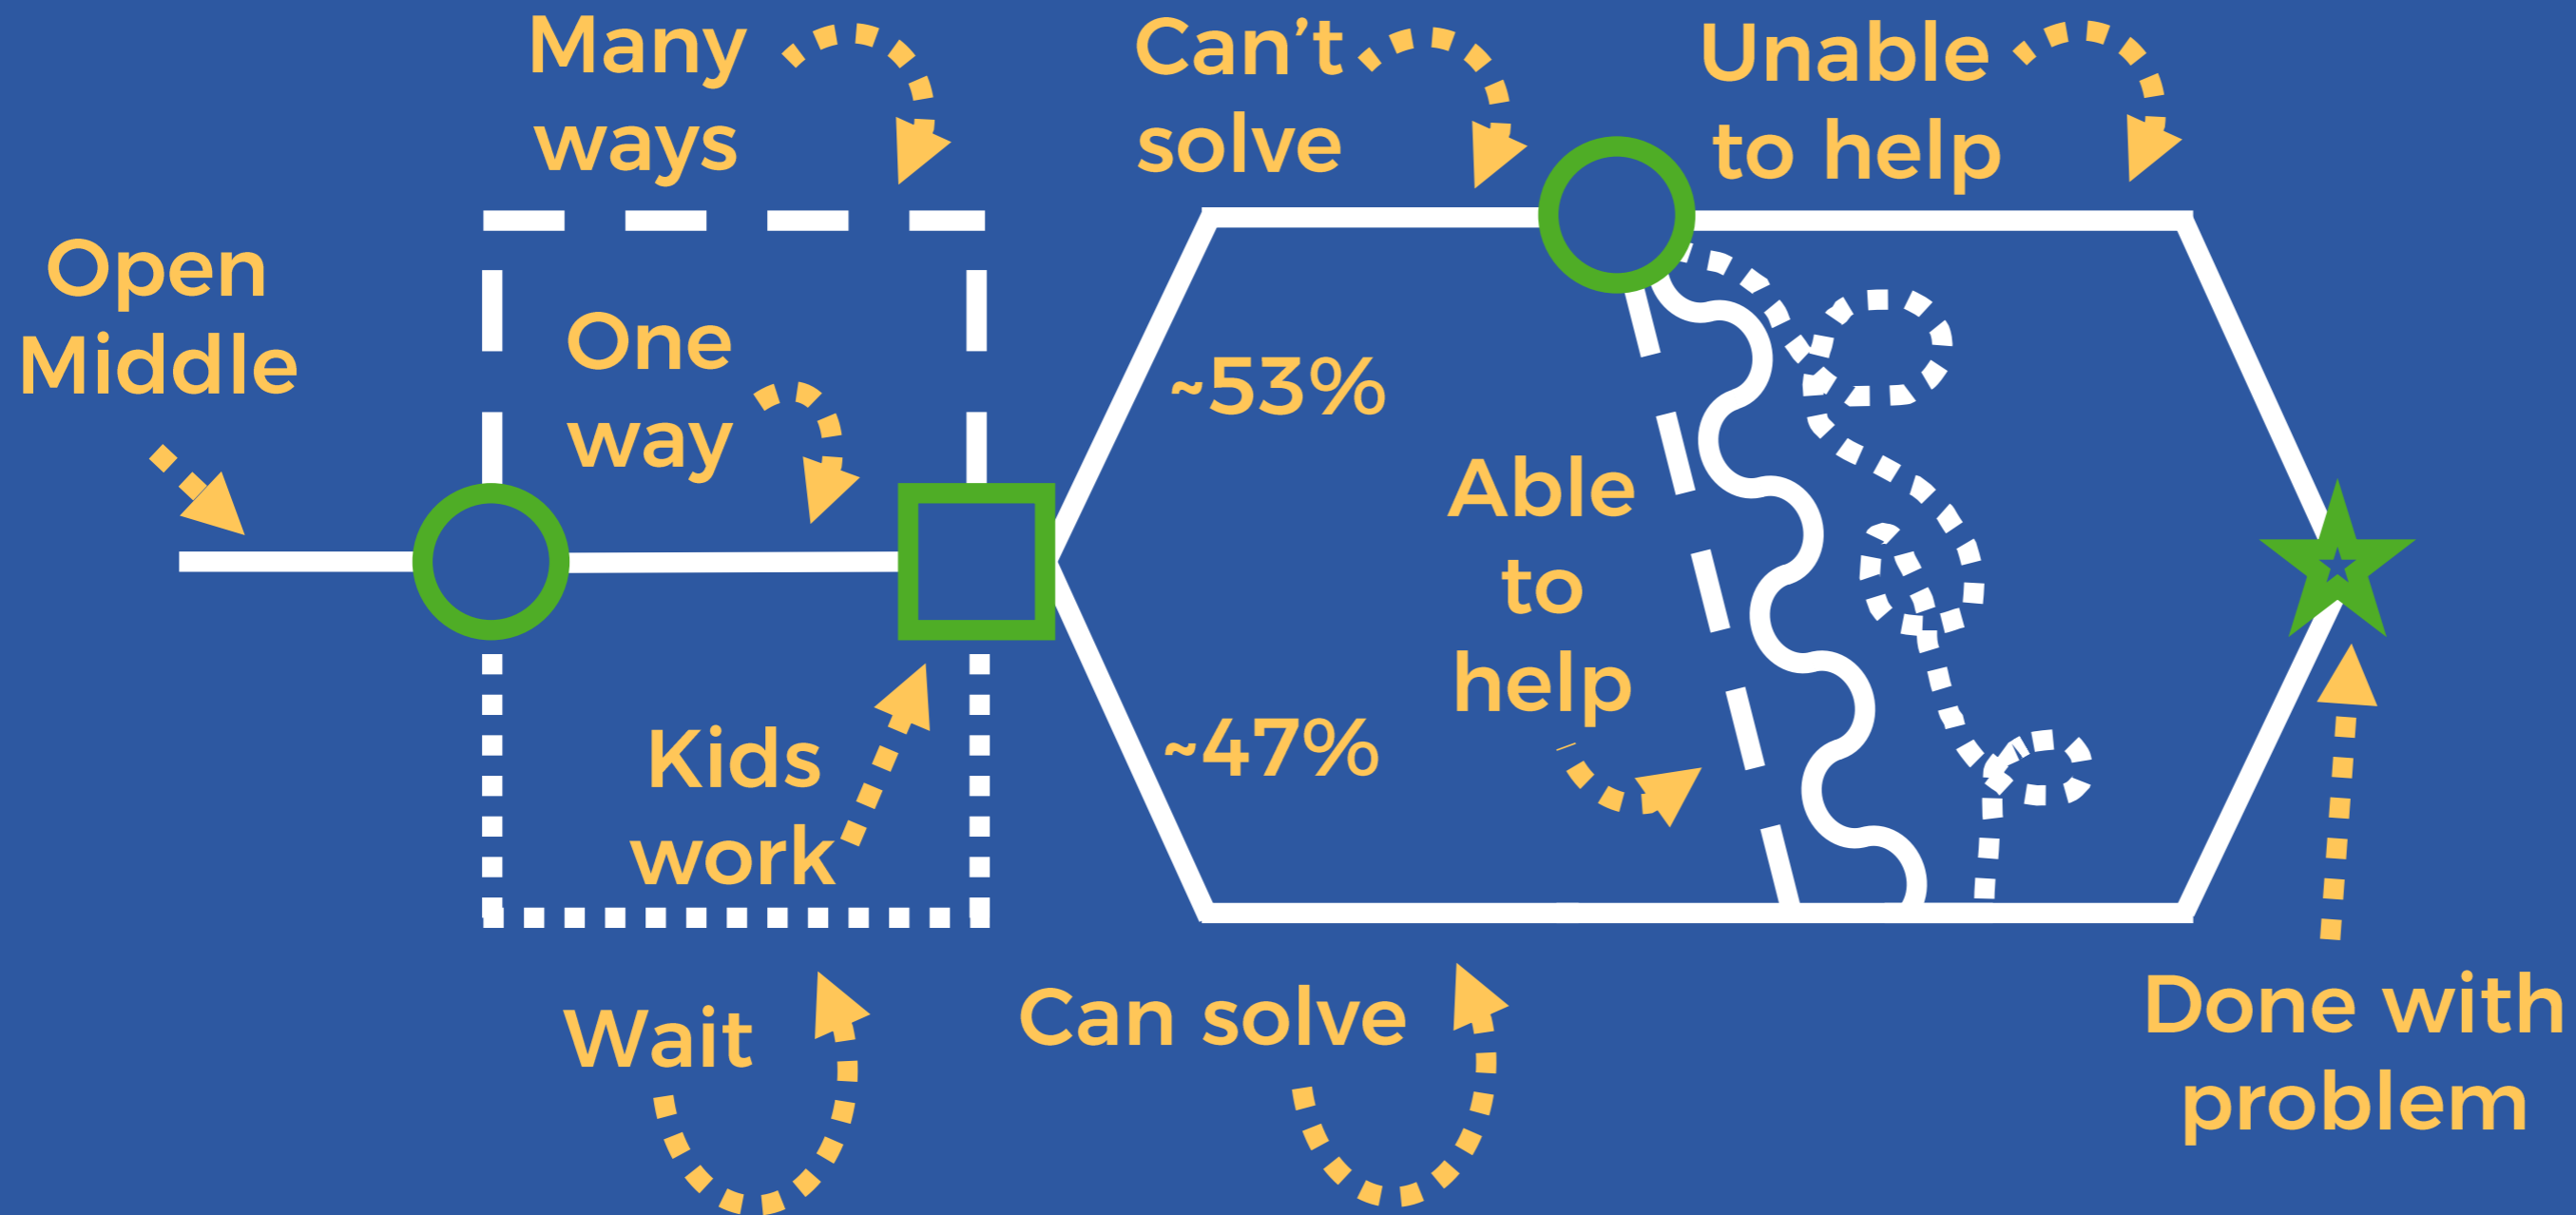 Open
Middle
Many
ways
One
way
Kids
work
Wait
Can't
solve
~53%
~47%
Can solve
Unable
to help
Able
to
help
Done with
problem